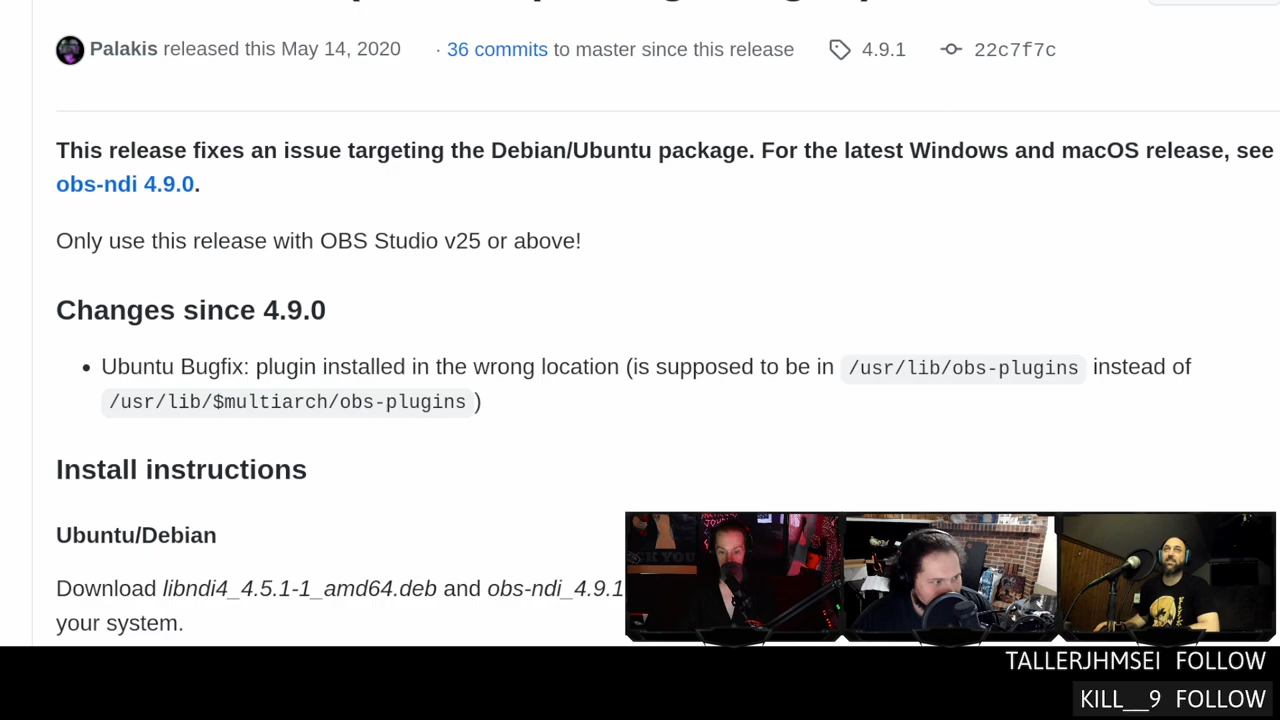 Palakis released this May 14, 2020 · 36 commits to master since this release 4.9.1 22c7f7c
This release fixes an issue targeting the Debian/Ubuntu package. For the latest Windows and macOS release, see
obs-ndi 4.9.0.
Only use this release with OBS Studio v25 or above!
Changes since 4.9.0
• Ubuntu Bugfix: plugin installed in the wrong location (is supposed to be in /usr/lib/obs-plugins instead of
/usr/lib/$multiarch/obs-plugins)
Install instructions
Ubuntu/Debian
Download libndi4_4.5.1-1_amd64.deb and obs-ndi_4.9.1
your system.
TALLERJHMSEI FOLLOW
KILL__9 FOLLOW